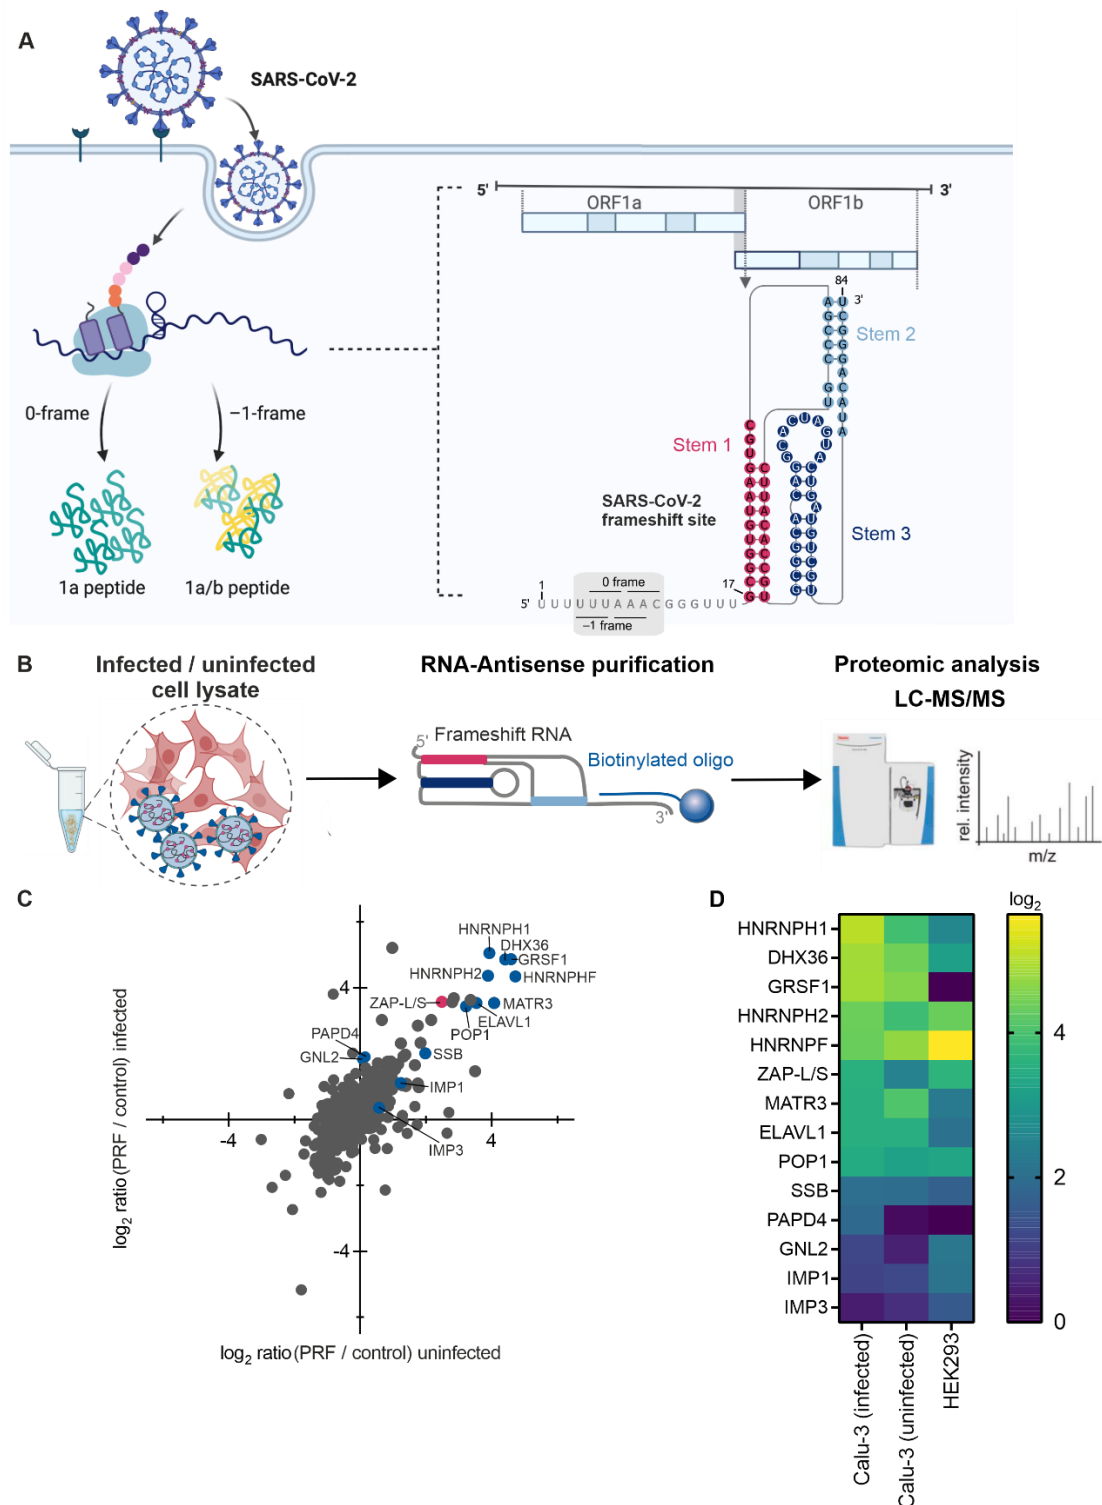 A
SARS-CoV-2
5'
3'
ORF1a
ORF1b
84
3'
A U
G C
C G
C G
C G
A
C
U A
G U
A
Stem 2
0-frame
−1-frame
Stem 1
SARS-CoV-2
frameshift site
Stem 3
1a peptide
1a/b peptide
1
17
0 frame
5' U U U U U U A A A C G G G U U U
−1 frame
B
Infected / uninfected
cell lysate
RNA-Antisense purification
Proteomic analysis
LC-MS/MS
5'
Frameshift RNA
Biotinylated oligo
3'
rel. intensity
m/z
C
HNRNPH1
DHX36
GRSF1
HNRNPH2
HNRNPHF
ZAP-L/S
MATR3
ELAVL1
POP1
PAPD4
GNL2
SSB
IMP1
IMP3
4
-4
4
-4
log2 ratio (PRF / control) infected
log2 ratio (PRF / control) uninfected
D
log2
HNRNPH1
DHX36
GRSF1
HNRNPH2
HNRNPF
ZAP-L/S
MATR3
ELAVL1
POP1
SSB
PAPD4
GNL2
IMP1
IMP3
4
2
0
Calu-3 (infected)
Calu-3 (uninfected)
HEK293